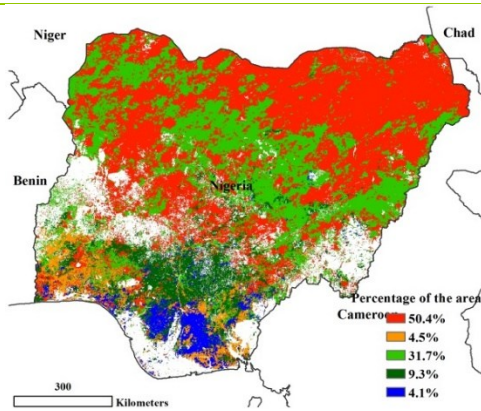 Niger
Chad
Benin
Nigeria
Percentage of the area
Cameroon
50.4%
4.5%
31.7%
9.3%
4.1%
300
Kilometers